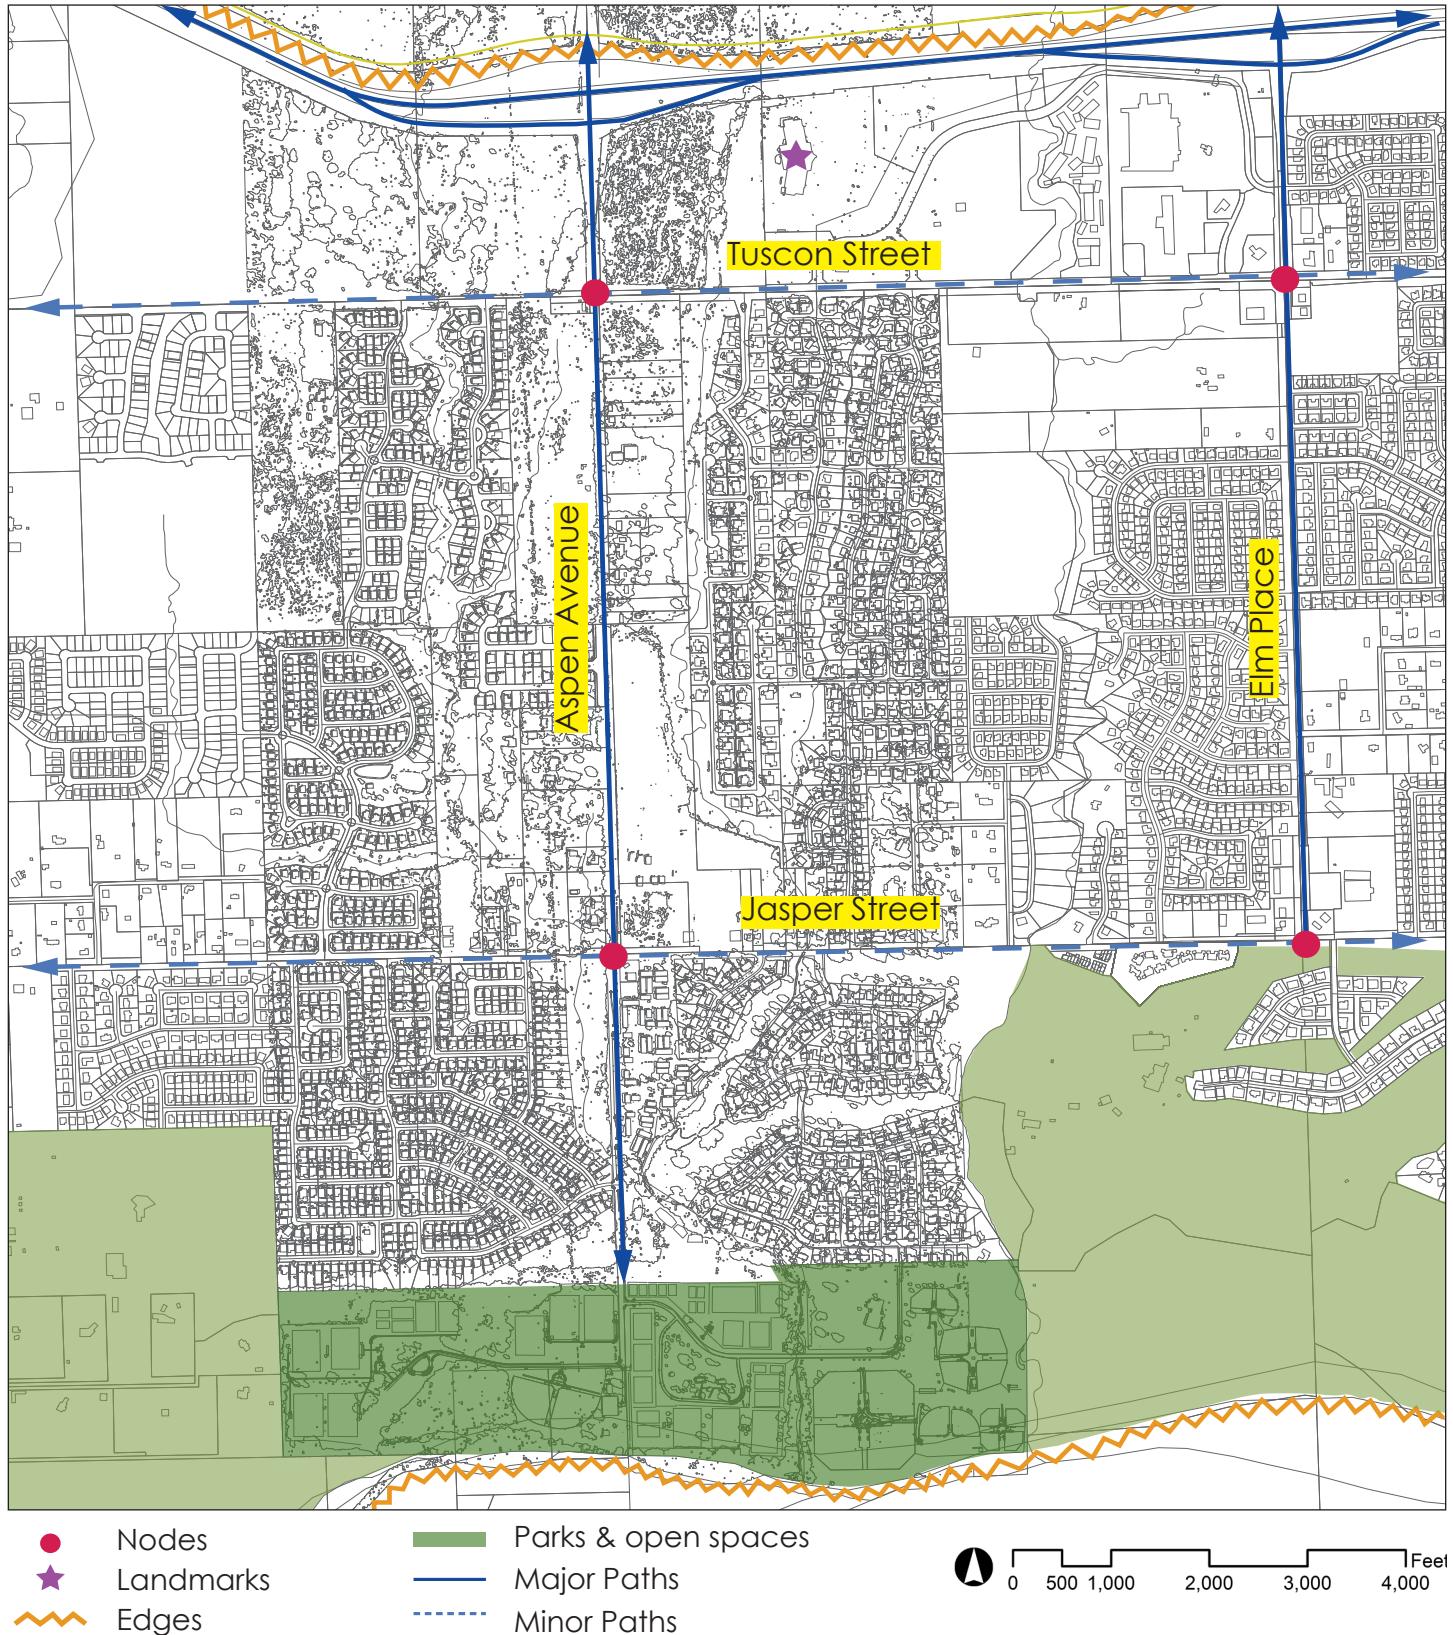 Tuscon Street
Aspen Avenue
Elm Place
Jasper Street
Nodes
Landmarks
Edges
Parks & open spaces
Major Paths
Minor Paths
0 500 1,000 2,000 3,000 4,000 Feet